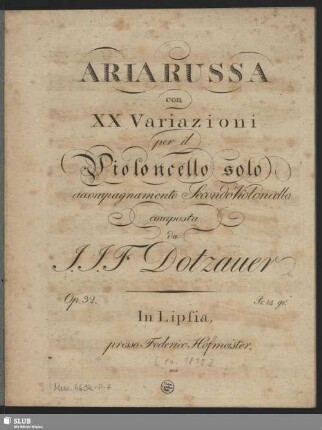 ARIA RUSSA
con
XX Variazioni
per il
Violoncello solo
accompagnamento Secondo Violoncello
composta
da
J.J.F Dotzauer
Op. 32.
In Lipsia,
presso Federico Hofmeister.
SLUB